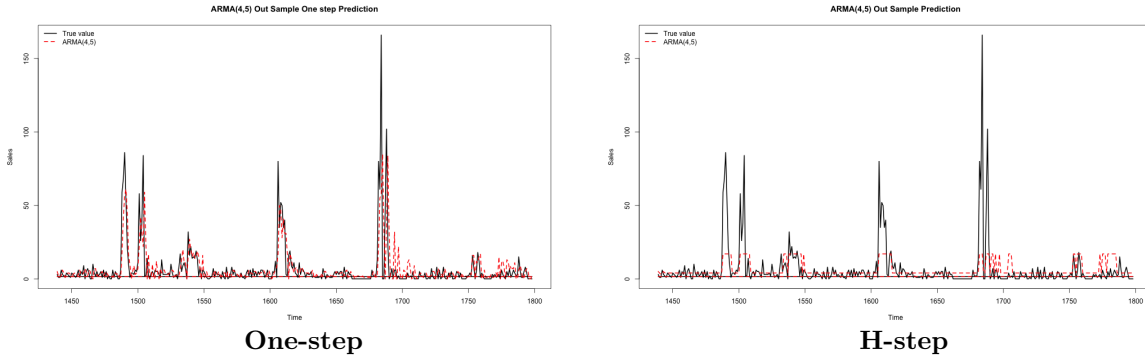 ARMA(4,5) Out Sample One step Prediction
True value
ARMA(4,5)
Sales
0
50
100
150
1450
1500
1550
1600
1650
1700
1750
1800
Time
One-step
ARMA(4,5) Out Sample Prediction
True value
ARMA(4,5)
Sales
0
50
100
150
1450
1500
1550
1600
1650
1700
1750
1800
Time
H-step